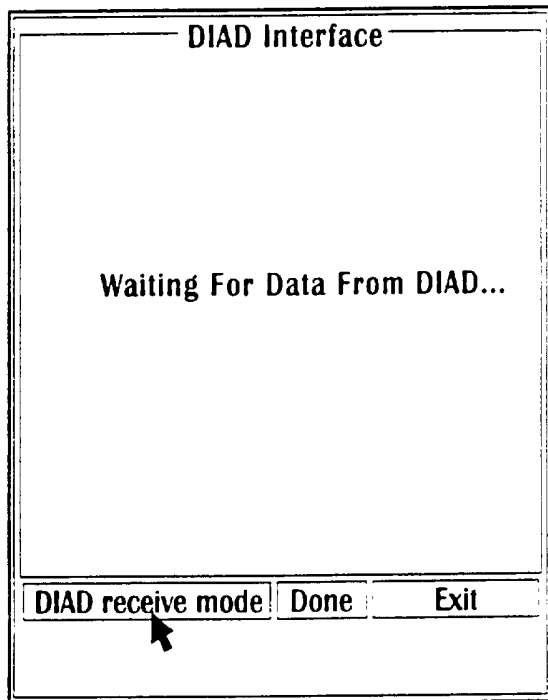 DIAD Interface
Waiting For Data From DIAD...
DIAD receive mode Done Exit